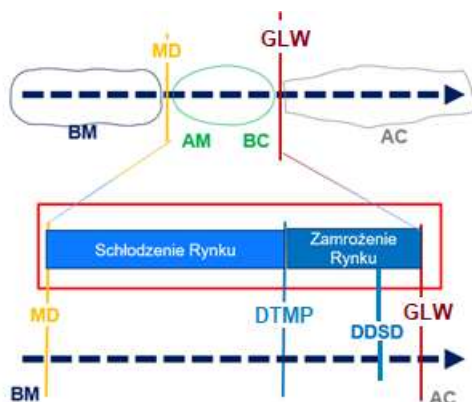 GLW
MD
BM
AM
BC
AC
Schłodzenie Rynku
Zamrożenie
Rynku
MD
DTMP
DDSD
GLW
BM
AC